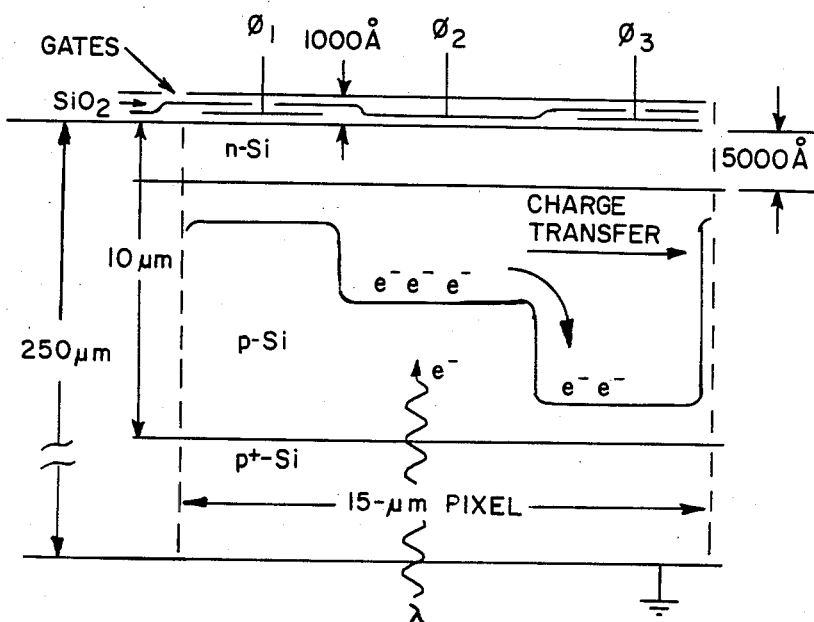 GATES
Ø1
1000Å
Ø2
Ø3
SiO2
n-Si
5000Å
CHARGE
TRANSFER
10 µm
e⁻ e⁻ e⁻
250µm
p-Si
e⁻
e⁻ e⁻
p⁺-Si
15-µm PIXEL
λ